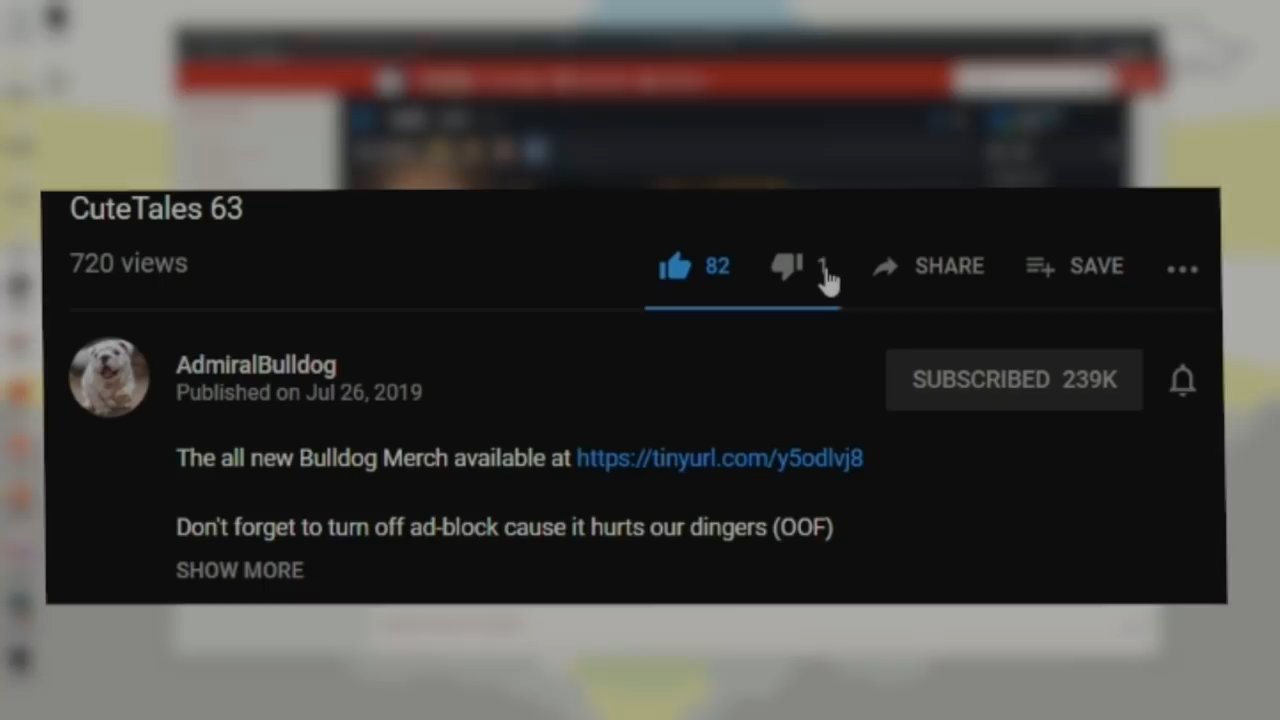 CuteTales 63
720 views
82 1 SHARE SAVE
AdmiralBulldog
Published on Jul 26, 2019
SUBSCRIBED 239K
The all new Bulldog Merch available at https://tinyurl.com/y5odlvj8
Don't forget to turn off ad-block cause it hurts our dingers (OOF)
SHOW MORE